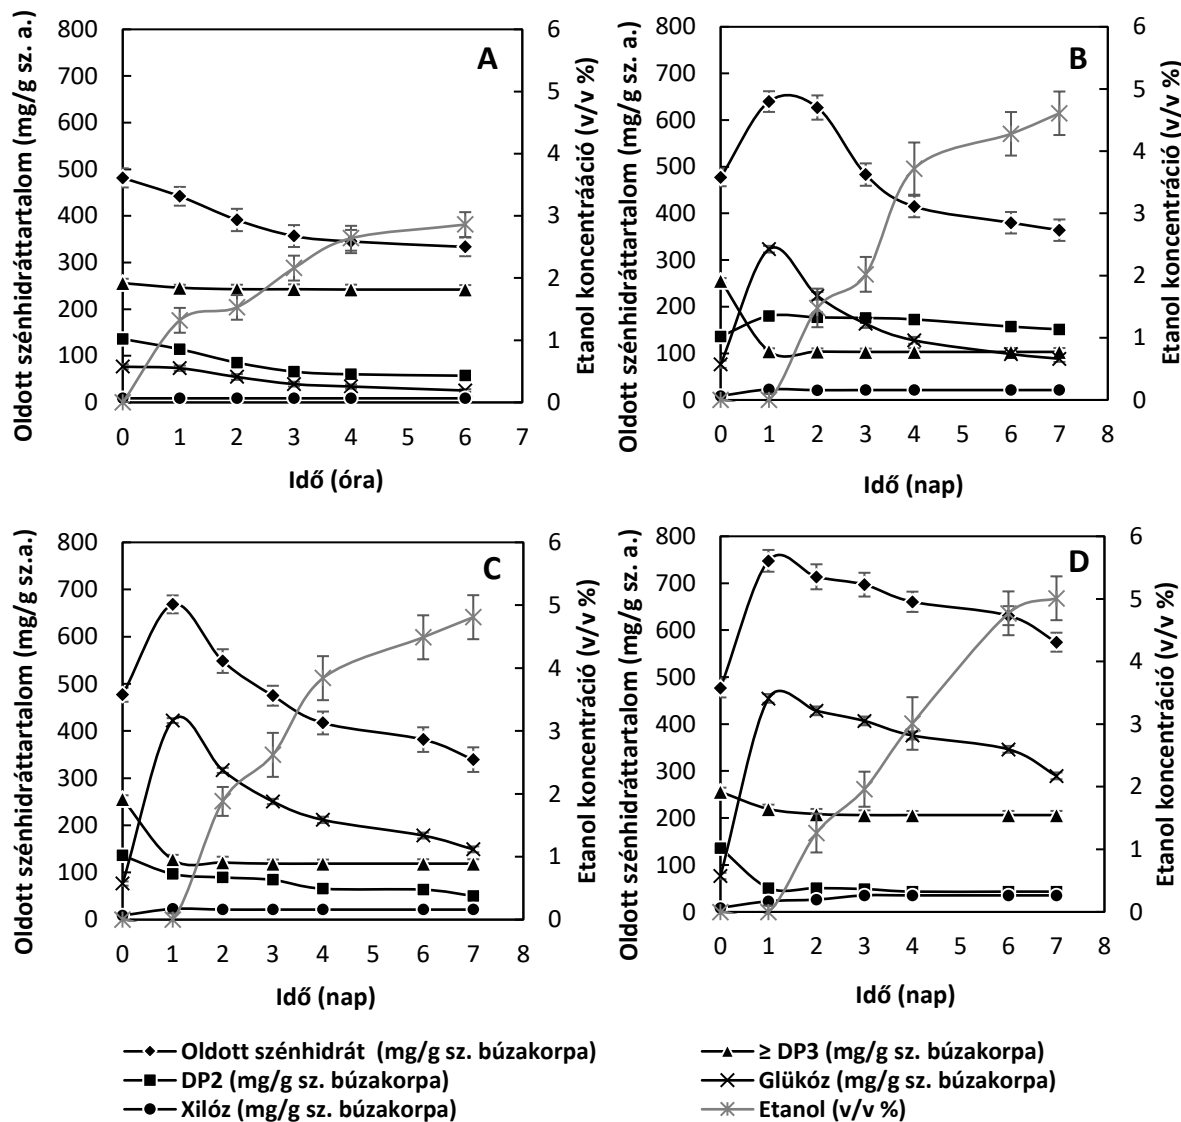 A
Oldott szénhidráttartalom (mg/g sz. a.)
800
700
600
500
400
300
200
100
0
0 1 2 3 4 5 6 7
Idő (óra)
6
5
4
3
2
1
0
Etanol koncentrááció (v/v %)
B
Oldott szénhidráttartalom (mg/g sz. a.)
800
700
600
500
400
300
200
100
0
0 1 2 3 4 5 6 7 8
Idő (nap)
6
5
4
3
2
1
0
Etanol koncentráció (v/v %)
C
Oldott szénhidráttartalom (mg/g sz.a.)
800
700
600
500
400
300
200
100
0
0 1 2 3 4 5 6 7 8
Idő (nap)
6
5
4
3
2
1
0
Etanol koncentráció (v/v %)
D
Oldott szénhidráttartalom (mg/g sz. a.)
800
700
600
500
400
300
200
100
0
0 1 2 3 4 5 6 7 8
Idő (nap)
6
5
4
3
2
1
0
Etanol koncentráció (v/v %)
Oldott szénhidrát (mg/g sz. búzakorpa)
≥ DP3 (mg/g sz. búzakorpa)
DP2 (mg/g sz. búzakorpa)
Glükóz (mg/g sz. búzakorpa)
Xilóz (mg/g sz. búzakorpa)
Etanol (v/v %)